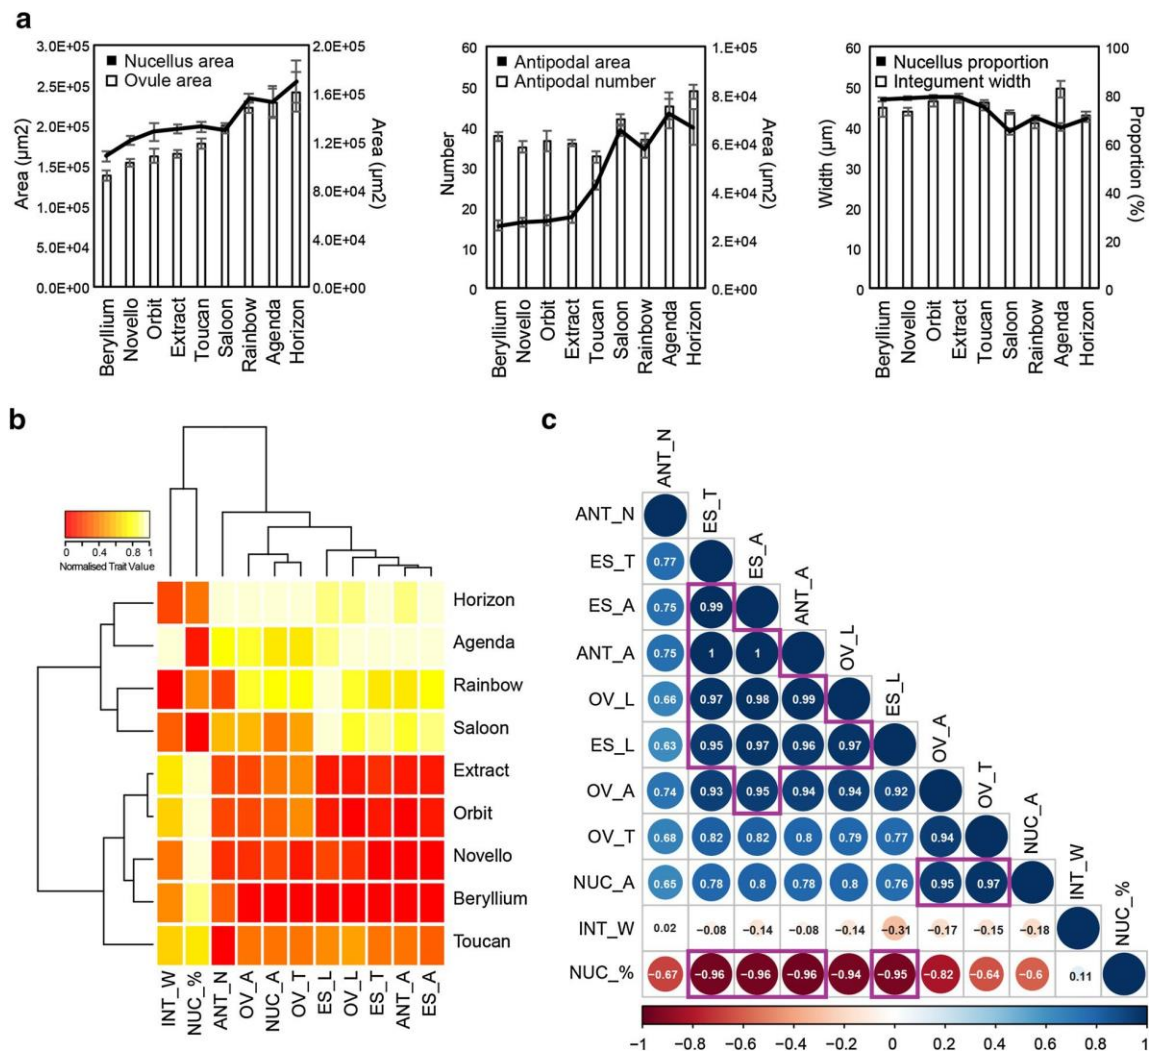 a
3.0E+05
2.5E+05
2.0E+05
1.5E+05
1.0E+05
5.0E+04
0.0E+00
Area (µm2)
Nucellus area
Ovule area
2.0E+05
1.6E+05
1.2E+05
8.0E+04
4.0E+04
0.0E+00
Area (µm2)
Beryllium
Novello
Orbit
Extract
Toucan
Saloon
Rainbow
Agenda
Horizon
60
50
40
30
20
10
0
Number
Antipodal area
Antipodal number
1.E+05
8.E+04
6.E+04
4.E+04
2.E+04
0.E+00
Area (µm2)
Beryllium
Novello
Orbit
Extract
Toucan
Saloon
Rainbow
Agenda
Horizon
60
50
40
30
20
10
0
Width (µm)
Nucellus proportion
Integument width
100
80
60
40
20
0
Proportion (%)
Beryllium
Novello
Orbit
Extract
Toucan
Saloon
Rainbow
Agenda
Horizon
b
0 0.4 0.8 1
Normalised Trait Value
Horizon
Agenda
Rainbow
Saloon
Extract
Orbit
Novello
Beryllium
Toucan
INT_W
NUC_%
ANT_N
OV_A
NUC_A
OV_T
ES_L
OV_L
ES_T
ANT_A
ES_A
c
ANT_N
ES_T
ES_A
ANT_A
OV_L
ES_L
OV_A
OV_T
NUC_A
INT_W
NUC_%
ANT_N
ES_T 0.77
ES_A 0.75 0.99
ANT_A 0.75 1 1
OV_L 0.66 0.97 0.98 0.99
ES_L 0.63 0.95 0.97 0.96 0.97
OV_A 0.74 0.93 0.95 0.94 0.94 0.92
OV_T 0.68 0.82 0.82 0.8 0.79 0.77 0.94
NUC_A 0.65 0.78 0.8 0.78 0.8 0.76 0.95 0.97
INT_W 0.02 −0.08 −0.14 −0.08 −0.14 −0.31 −0.17 −0.15 −0.18
NUC_% −0.67 −0.96 −0.96 −0.96 −0.94 −0.95 −0.82 −0.64 −0.6 0.11
−1 −0.8 −0.6 −0.4 −0.2 0 0.2 0.4 0.6 0.8 1